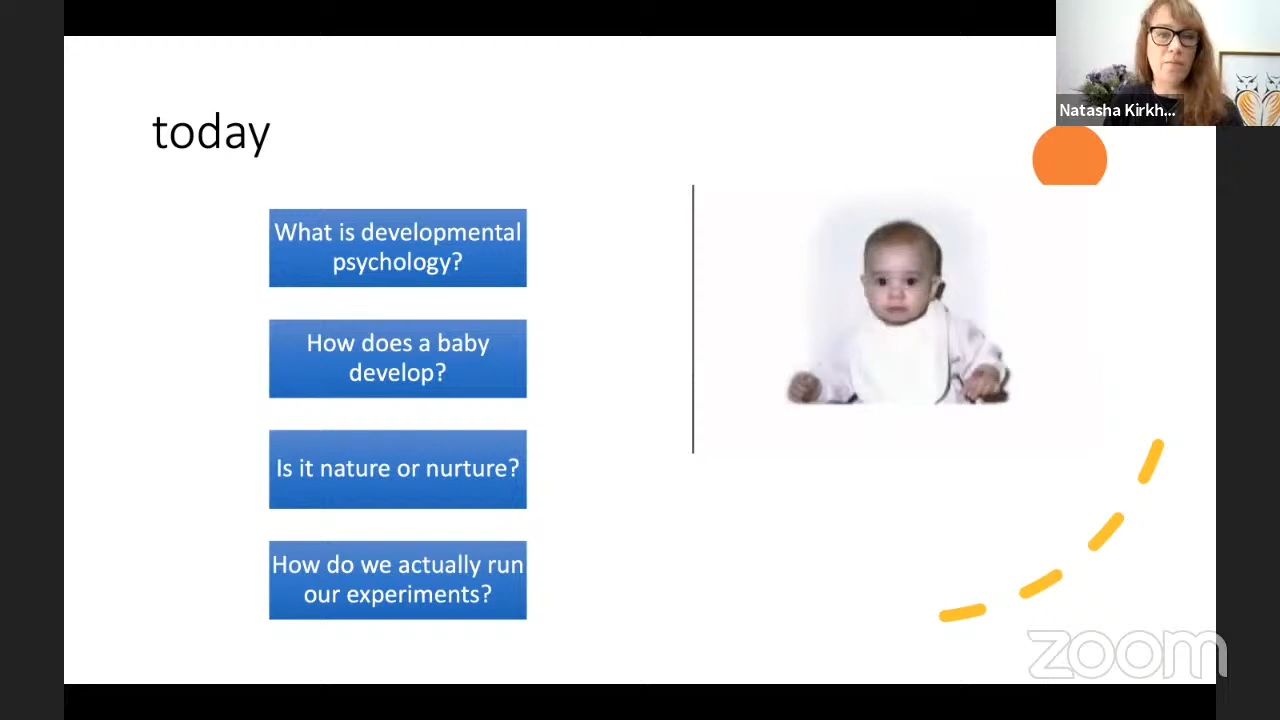 Natasha Kirkh...
today
What is developmental
psychology?
How does a baby
develop?
Is it nature or nurture?
How do we actually run
our experiments?
zoom